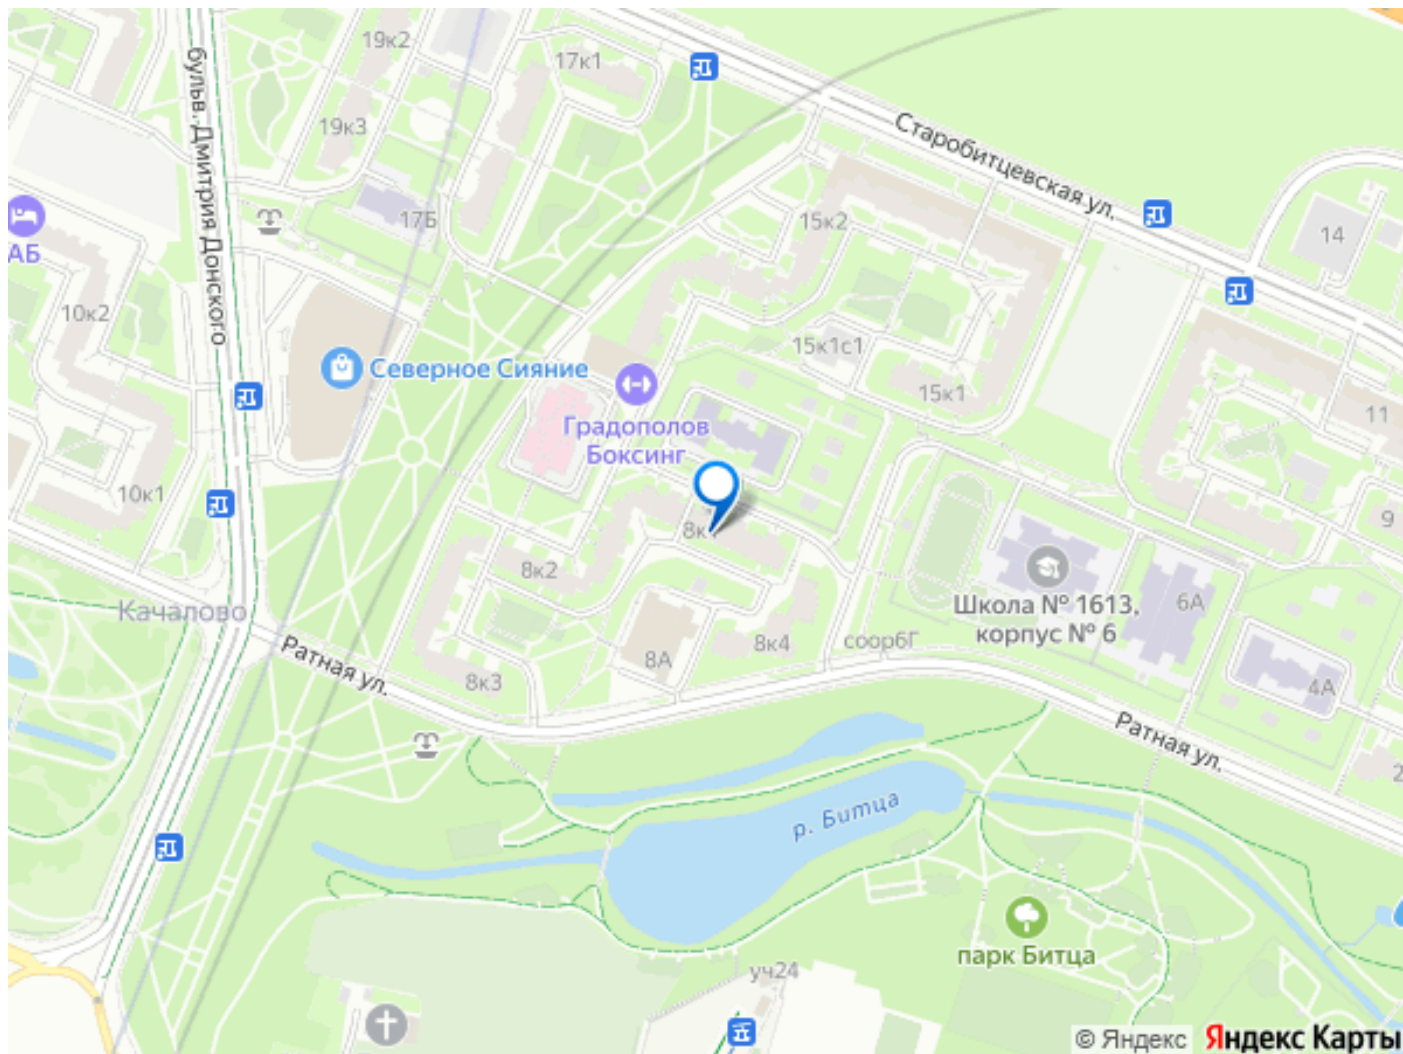 19к2
17к1
бульв. Дмитрия Донского
19к3
Старобитцевская ул.
17Б
15к2
14
АБ
10к2
15к1с1
Северное Сияние
15к1
11
Градополов
Боксинг
10к1
9
8к
8к2
Школа № 1613,
корпус № 6
6А
Качалово
Ратная ул.
8А
8к4
соор6Г
8к3
4А
Ратная ул.
2
р. Битца
парк Битца
уч24
© Яндекс Яндекс Карты